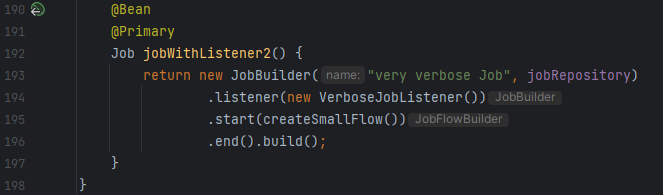 190 @Bean
191 @Primary
192 Job jobWithListener2() {
193 return new JobBuilder( name: "very verbose Job", jobRepository)
194 .listener(new VerboseJobListener()) JobBuilder
195 .start(createSmallFlow()) JobFlowBuilder
196 .end().build();
197 }
198 }